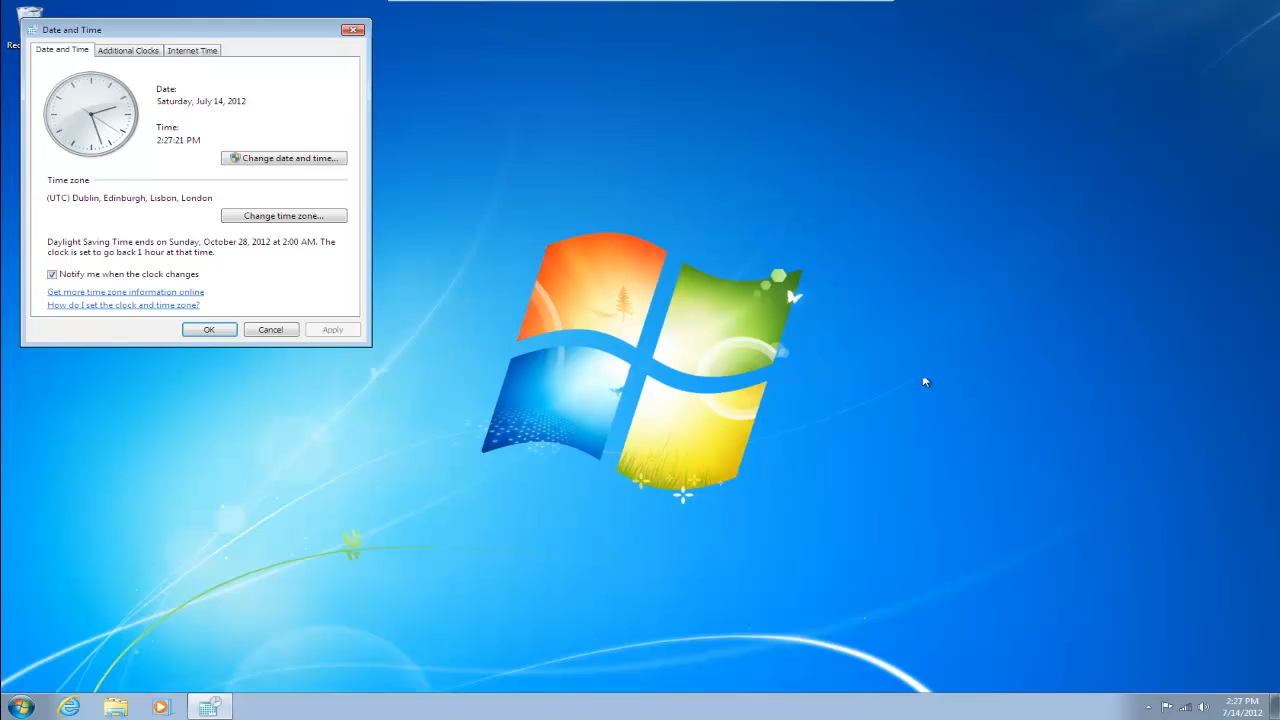 Date and Time
Date and Time
Additional Clocks
Internet Time
Date:
Saturday, July 14, 2012
Time:
2:27:21 PM
Change date and time...
Time zone
(UTC) Dublin, Edinburgh, Lisbon, London
Change time zone...
Daylight Saving Time ends on Sunday, October 28, 2012 at 2:00 AM. The
clock is set to go back 1 hour at that time.
Notify me when the clock changes
Get more time zone information online
How do I set the clock and time zone?
OK
Cancel
Apply
2:27 PM
7/14/2012